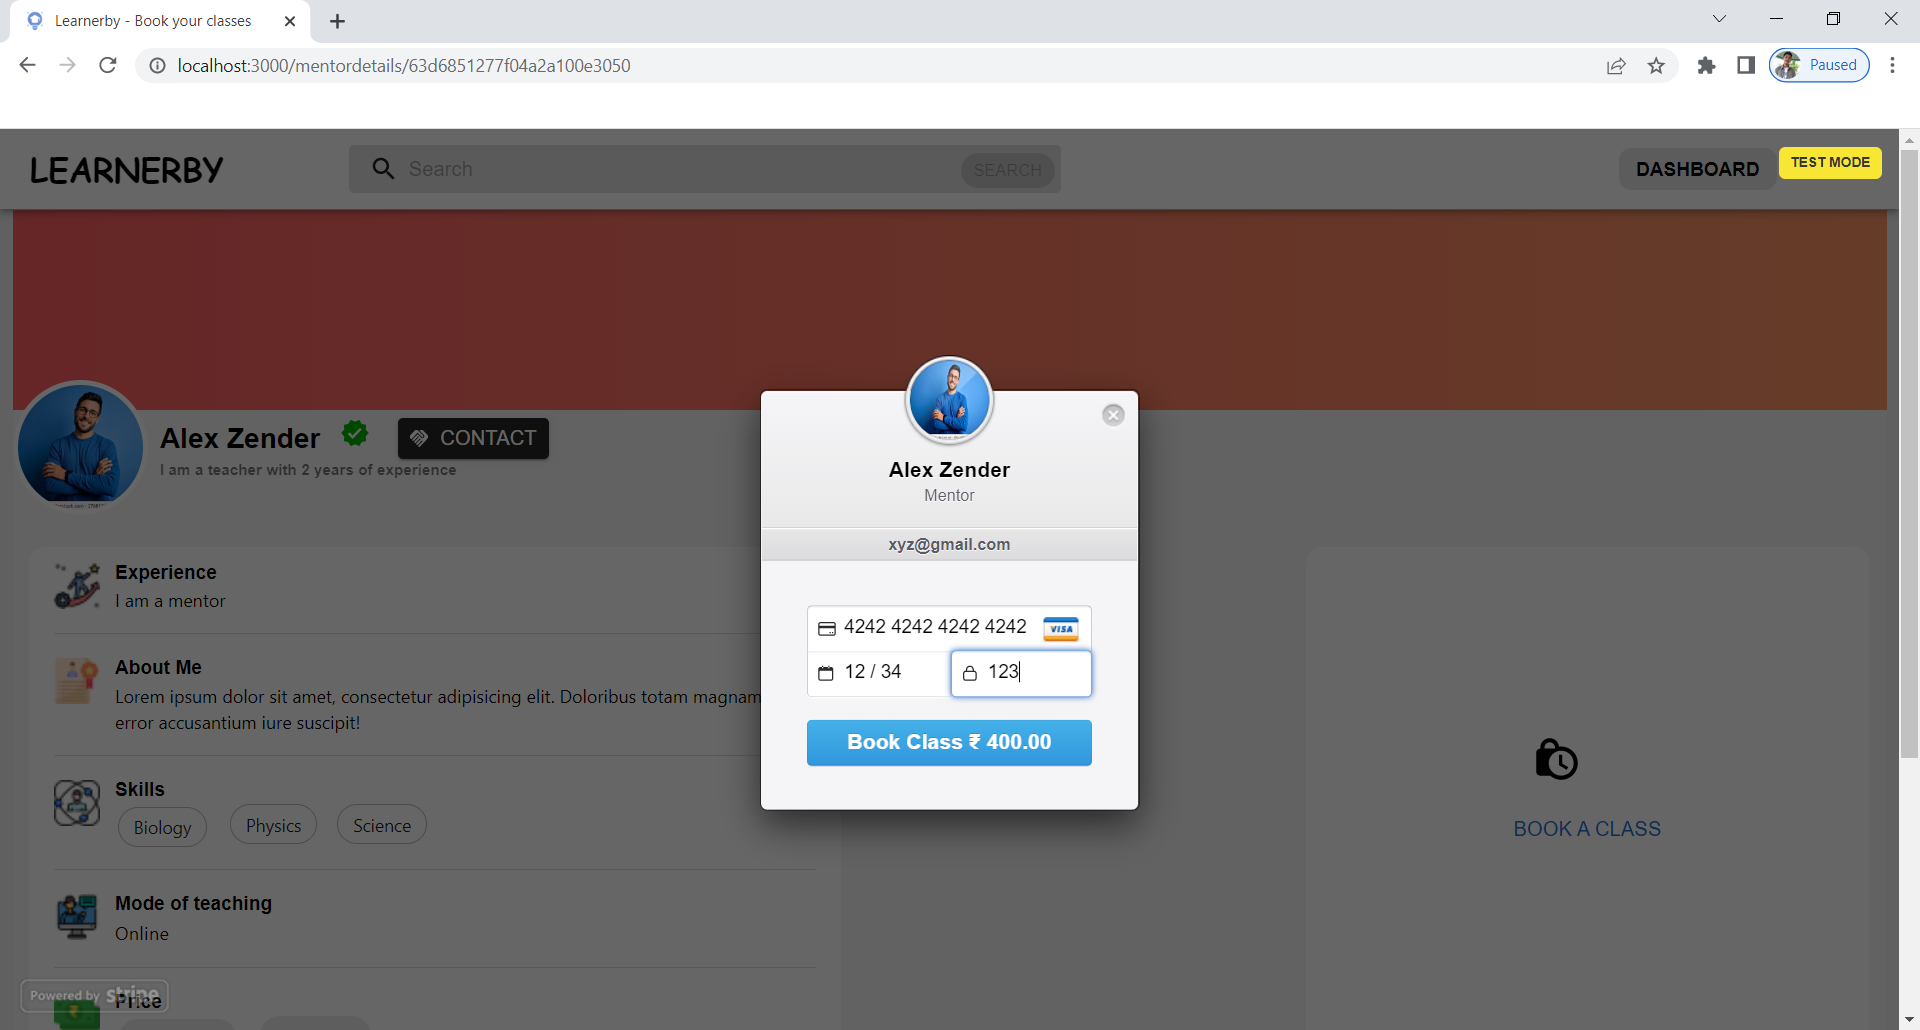 Learnerby - Book your classes
localhost:3000/mentordetails/63d6851277f04a2a100e3050
Paused
LEARNERBY
Search
SEARCH
DASHBOARD
TEST MODE
Alex Zender
CONTACT
I am a teacher with 2 years of experience
Alex Zender
Mentor
xyz@gmail.com
4242 4242 4242 4242
VISA
12 / 34
123
Book Class ₹ 400.00
Experience
I am a mentor
About Me
Lorem ipsum dolor sit amet, consectetur adipisicing elit. Doloribus totam magnam
error accusantium iure suscipit!
Skills
Biology
Physics
Science
BOOK A CLASS
Mode of teaching
Online
Powered by stripe
Price